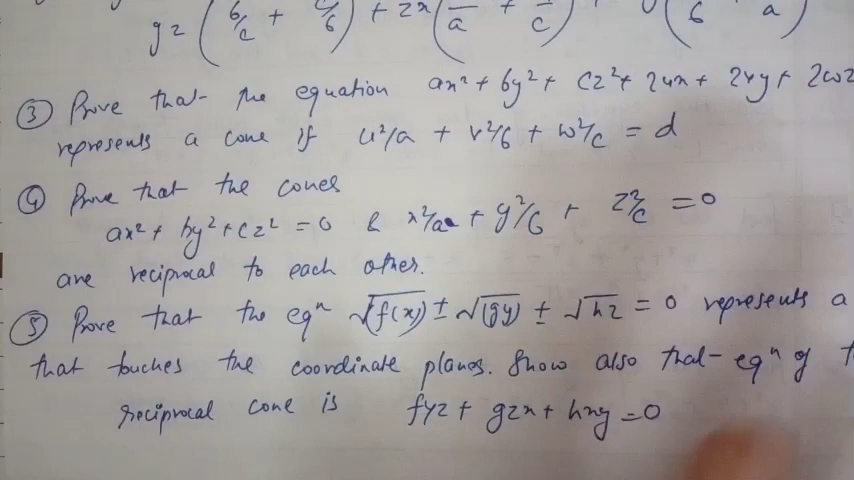 gz ( b/c + c/b ) + zx ( a + c ) + ( b a )
③ Prove that the equation ax² + by² + cz² + 2ux + 2vy + 2wz
represents a cone if u²/a + v²/b + w²/c = d
④ Prove that the cones
ax² + by² + cz² = 0 & x²/a + y²/b + z²/c = 0
are reciprocal to each other.
⑤ Prove that the eqⁿ √f(x) ± √(gy) ± √hz = 0 represents a
that touches the coordinate planes. Show also that eqⁿ of
reciprocal cone is fyz + gzx + hxy = 0